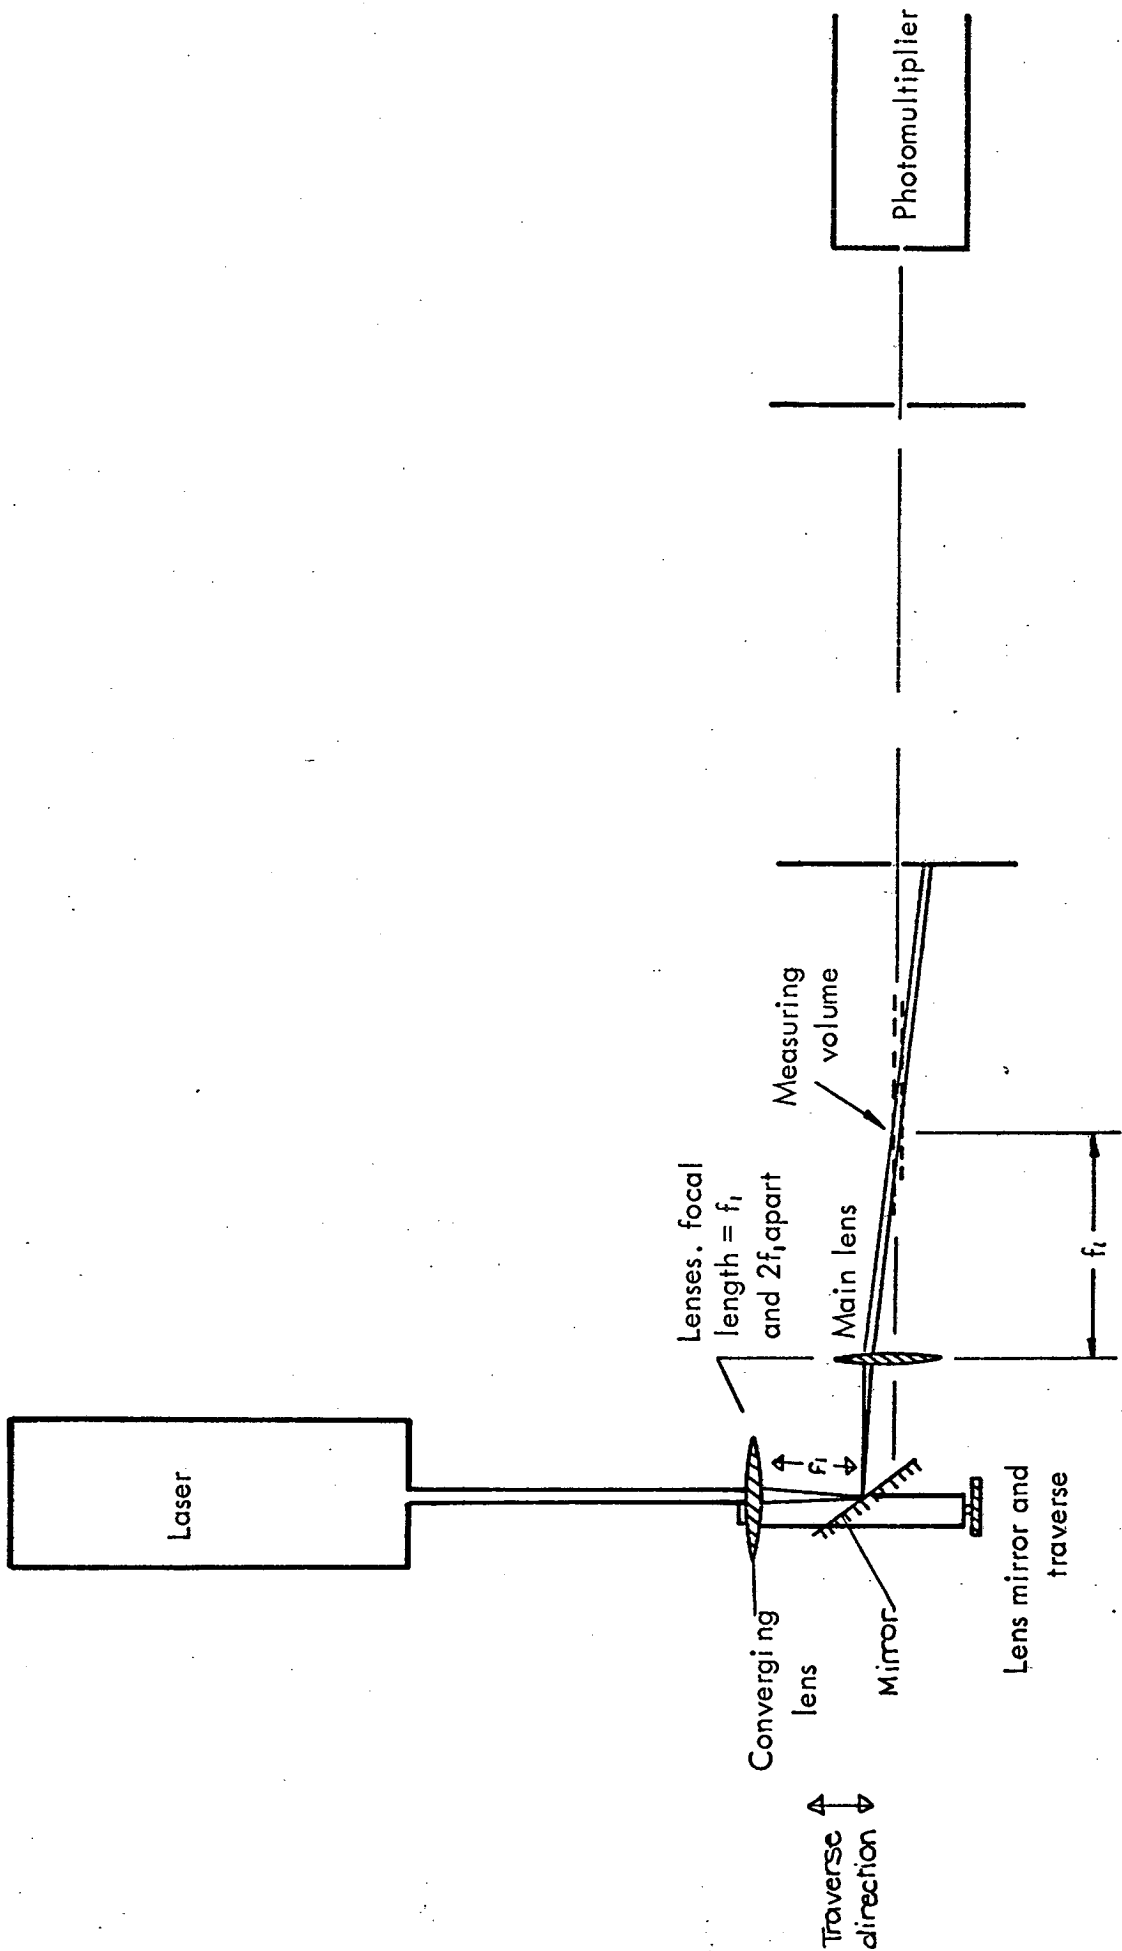 Laser
Photomultiplier
Lenses. focal
length = f₁
and 2f₁ apart
Main lens
Measuring
volume
f₁
f₁
Converging
lens
Mirror
Lens mirror and
traverse
Traverse
direction